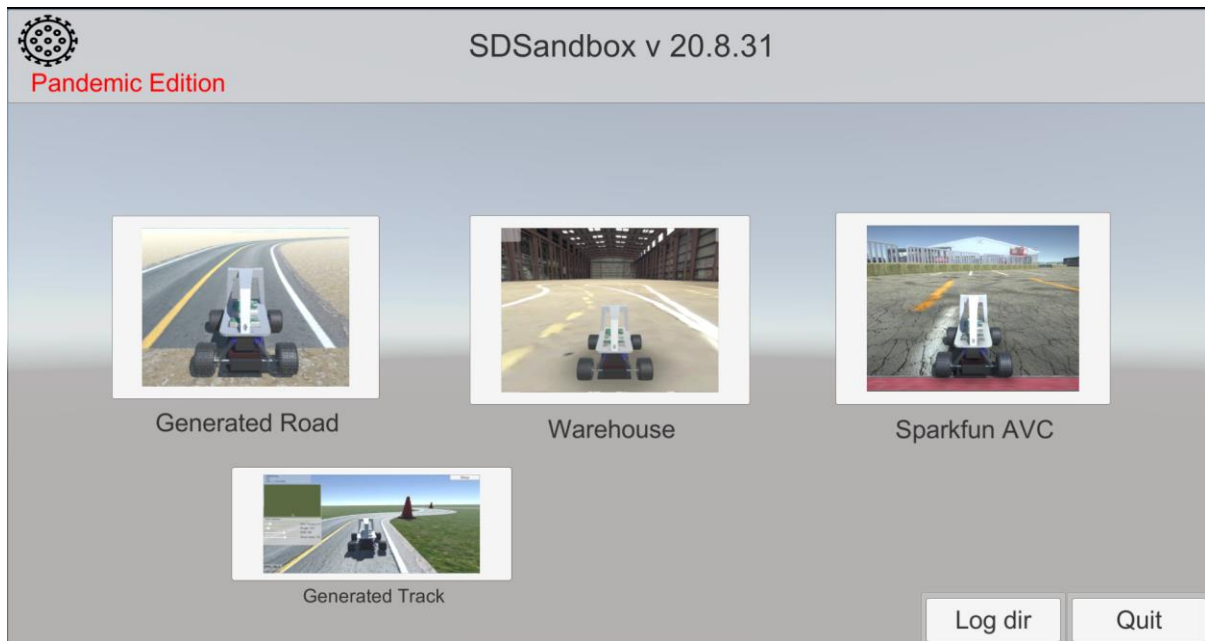 SDSandbox v 20.8.31
Pandemic Edition
Generated Road
Warehouse
Sparkfun AVC
Generated Track
Log dir
Quit